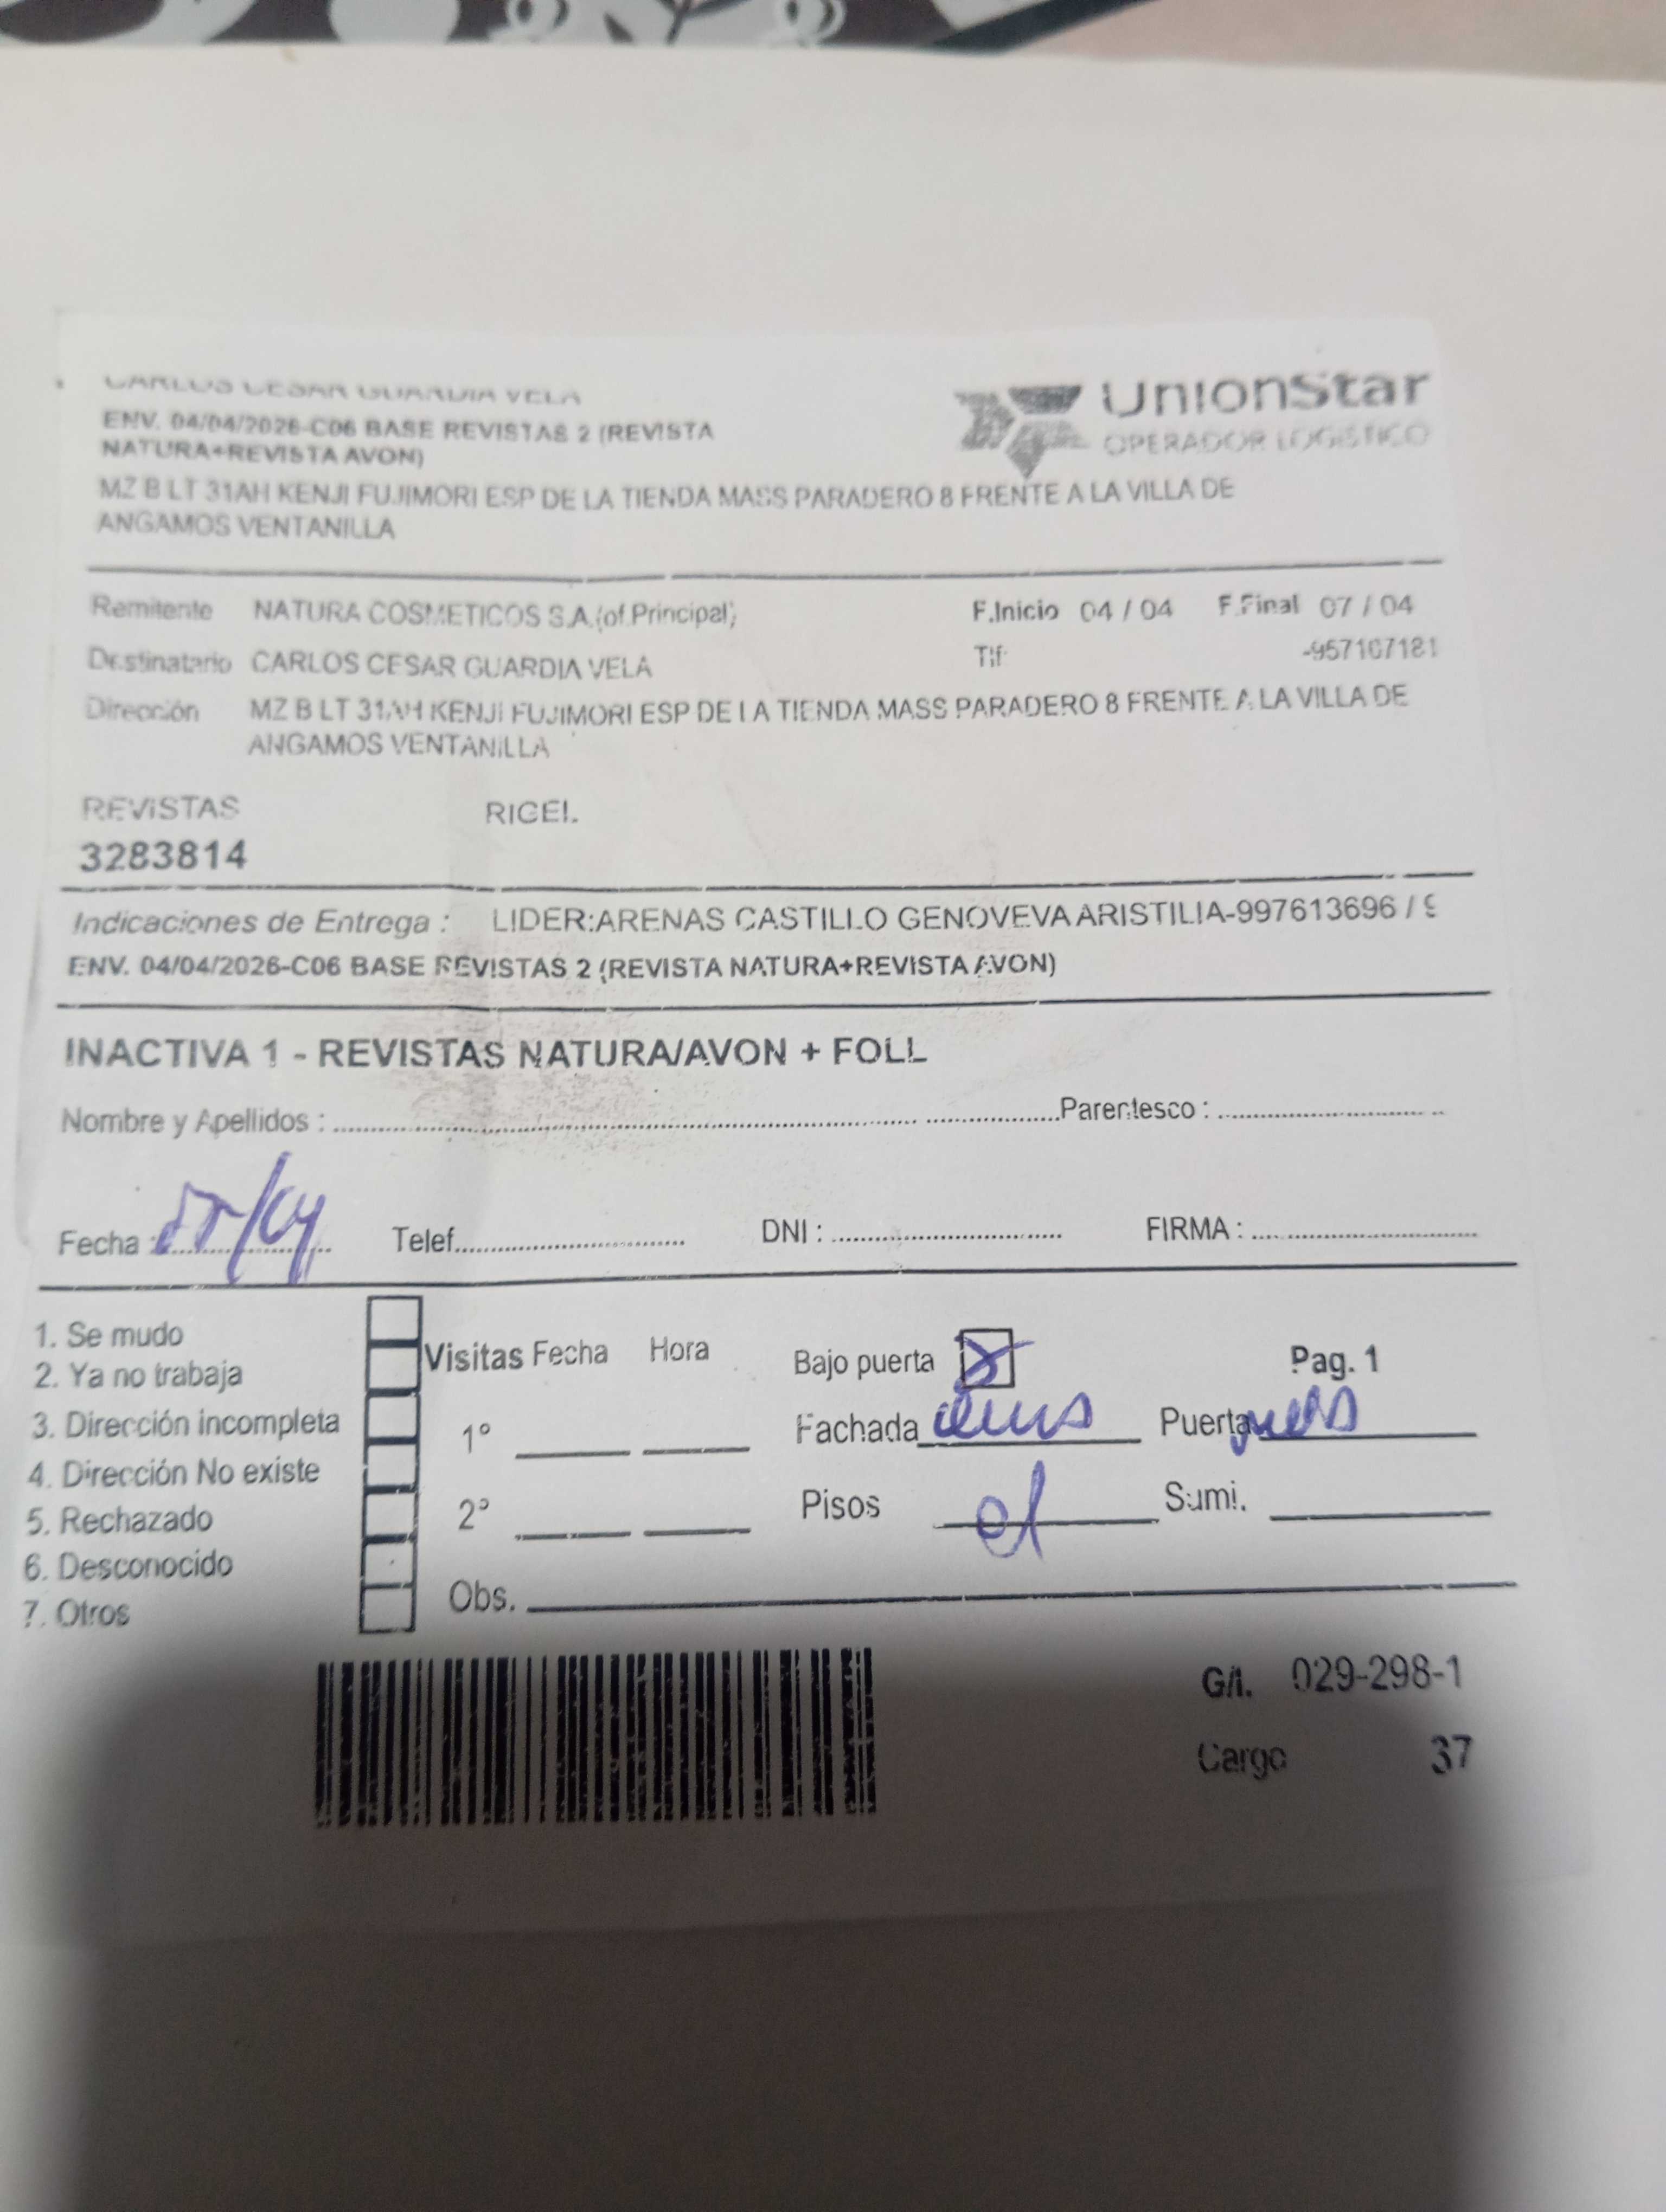 CARLOS CESAR GUARDIA VELA
ENV. 04/04/2026-C06 BASE REVISTAS 2 (REVISTA
NATURA+REVISTA AVON)
MZ B LT 31AH KENJI FUJIMORI ESP DE LA TIENDA MASS PARADERO 8 FRENTE A LA VILLA DE
ANGAMOS VENTANILLA
UnionStar
OPERADOR LOGISTICO
Remitente NATURA COSMETICOS S.A.(of.Principal) F.Inicio 04 / 04 F.Final 07 / 04
Destinatario CARLOS CESAR GUARDIA VELA Tlf: -957107181
Dirección MZ B LT 31AH KENJI FUJIMORI ESP DE LA TIENDA MASS PARADERO 8 FRENTE A LA VILLA DE
ANGAMOS VENTANILLA
REVISTAS RIGEL
3283814
Indicaciones de Entrega : LIDER:ARENAS CASTILLO GENOVEVA ARISTILIA-997613696 / 9
ENV. 04/04/2026-C06 BASE REVISTAS 2 (REVISTA NATURA+REVISTA AVON)
INACTIVA 1 - REVISTAS NATURA/AVON + FOLL
Nombre y Apellidos : Parentesco :
Fecha : Telef. DNI : FIRMA :
1. Se mudo
2. Ya no trabaja
3. Dirección incompleta
4. Dirección No existe
5. Rechazado
6. Desconocido
7. Otros
Visitas Fecha Hora
1°
2°
Obs.
Bajo puerta Pag. 1
Fachada Puerta
Pisos Sumi.
G/I. 029-298-1
Cargo 37